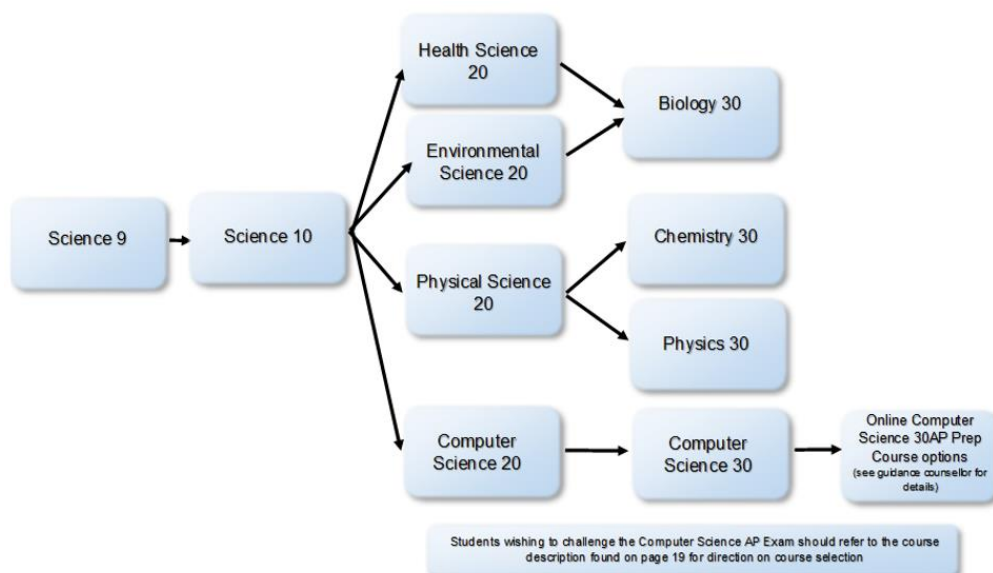 Health Science
20
Biology 30
Environmental
Science 20
Science 9
Science 10
Chemistry 30
Physical Science
20
Physics 30
Computer
Science 20
Computer
Science 30
Online Computer
Science 30AP Prep
Course options
(see guidance counsellor for
details)
Students wishing to challenge the Computer Science AP Exam should refer to the course
description found on page 19 for direction on course selection